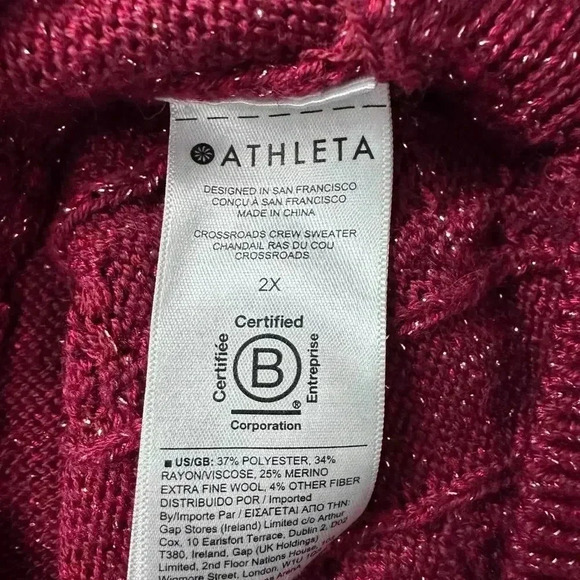 ATHLETA
DESIGNED IN SAN FRANCISCO
CONÇU À SAN FRANCISCO
MADE IN CHINA
CROSSROADS CREW SWEATER
CHANDAIL RAS DU COU
CROSSROADS
2X
Certified
Certifiée
B
Entreprise
®
Corporation
■ US/GB: 37% POLYESTER, 34%
RAYON/VISCOSE, 25% MERINO
EXTRA FINE WOOL, 4% OTHER FIBER
DISTRIBUIDO POR / Imported
By/Importe Par / ΕΙΣΑΓΕΤΑΙ ΑΠΟ ΤΗΝ:
Gap Stores (Ireland) Limited c/o Arthur
Cox, 10 Earlsfort Terrace, Dublin 2, D02
T380, Ireland, Gap (UK Holdings)
Limited, 2nd Floor Nations House,
Wigmore Street, London, W1U